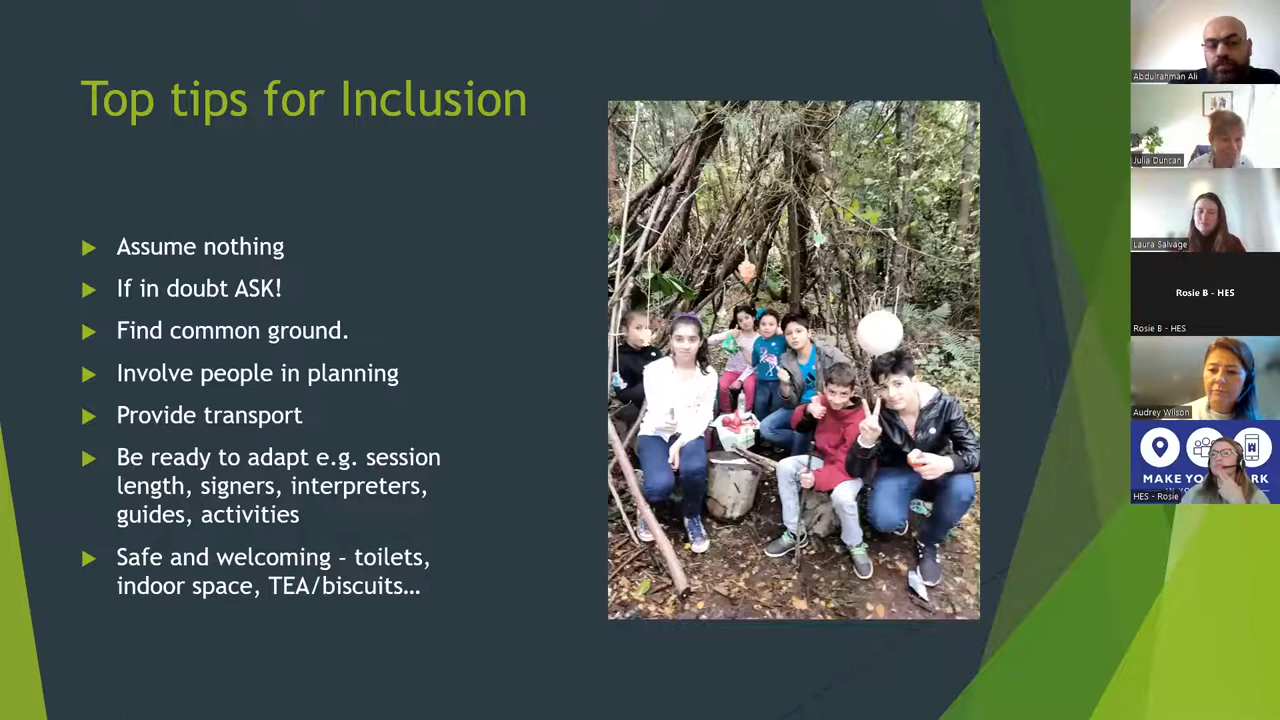 Top tips for Inclusion
Assume nothing
If in doubt ASK!
Find common ground.
Involve people in planning
Provide transport
Be ready to adapt e.g. session
length, signers, interpreters,
guides, activities
Safe and welcoming – toilets,
indoor space, TEA/biscuits…
Abdulrahman Ali
Julia Duncan
Laura Salvage
Rosie B - HES
Rosie B - HES
Audrey Wilson
MAKE YO
RK
HES - Rosie